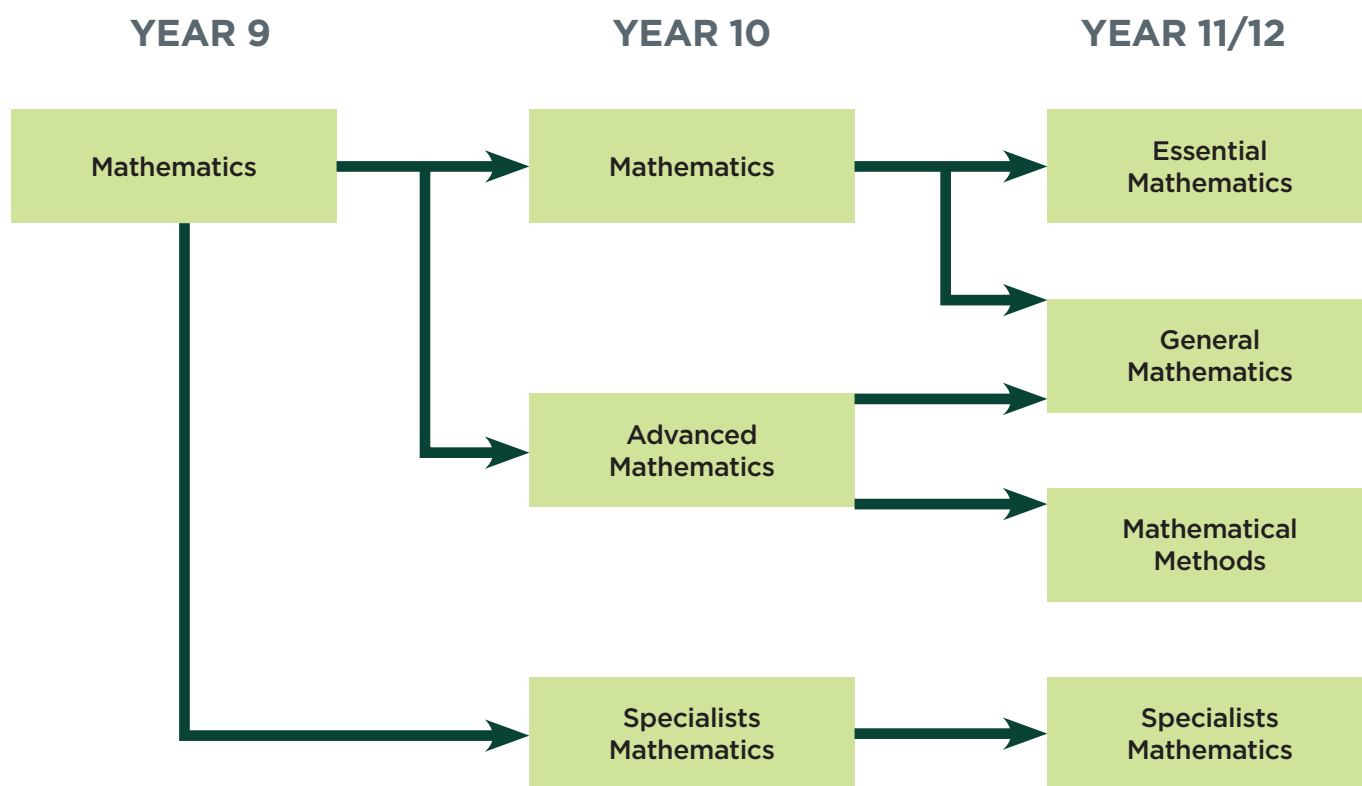 YEAR 9
YEAR 10
YEAR 11/12
Mathematics
Mathematics
Essential
Mathematics
General
Mathematics
Advanced
Mathematics
Mathematical
Methods
Specialists
Mathematics
Specialists
Mathematics